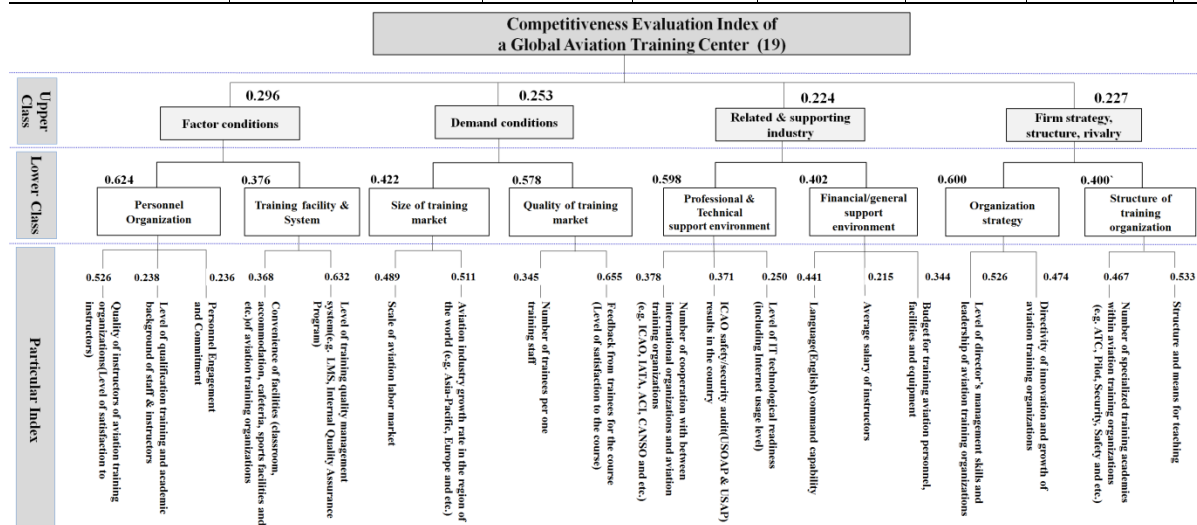 Competitiveness Evaluation Index of
a Global Aviation Training Center (19)
Upper
Class
0.296
0.253
0.224
0.227
Factor conditions
Demand conditions
Related & supporting
industry
Firm strategy,
structure, rivalry
Lower Class
0.624
0.376
0.422
0.578
0.598
0.402
0.600
0.400`
Personnel
Organization
Training facility &
System
Size of training
market
Quality of training
market
Professional &
Technical
support environment
Financial/general
support
environment
Organization
strategy
Structure of
training
organization
Particular Index
0.526
0.238
0.236
0.368
0.632
0.489
0.511
0.345
0.655
0.378
0.371
0.250
0.441
0.215
0.344
0.526
0.474
0.467
0.533
Quality of instructors of aviation training
organizations(Level of satisfaction to
instructors)
Level of qualification training and academic
background of staff & instructors
Personnel Engagement
and Commitment
Convenience of facilities (classroom,
accommodation, cafeteria, sports facilities and
etc.)of aviation training organizations
Level of training quality management
system(e.g. LMS, Internal Quality Assurance
Program)
Scale of aviation labor market
Aviation industry growth rate in the region of
the world (e.g. Asia-Pacific, Europe and etc.)
Number of trainees per one
training staff
Feedback from trainees for the course
(Level of satisfaction to the course)
Number of cooperation with between
international organizations and aviation
training organizations
(e.g. ICAO, IATA, ACI, CANSO and etc.)
ICAO safety/security audit(USOAP & USAP)
results in the country
Level of IT technological readiness
(including Internet usage level)
Language(English) command capability
Average salary of instructors
Budget for training aviation personnel,
facilities and equipment
Level of director's management skills and
leadership of aviation training organizations
Directivity of innovation and growth of
aviation training organizations
Number of specialized training academies
within aviation training organizations
(e.g. ATC, Pilot, Security, Safety and etc.)
Structure and means for teaching